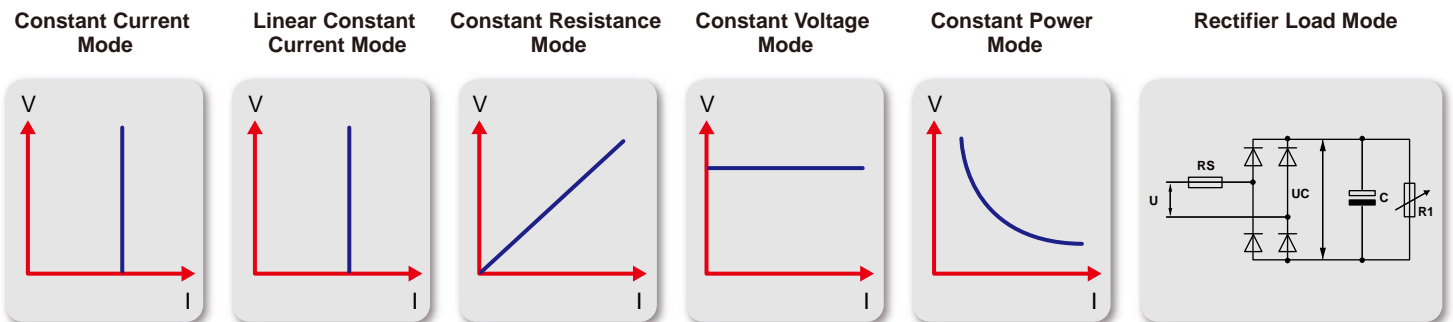 Constant Current
Mode
Linear Constant
Current Mode
Constant Resistance
Mode
Constant Voltage
Mode
Constant Power
Mode
Rectifier Load Mode
V
I
V
I
V
I
V
I
V
I
RS
U
UC
C
R1